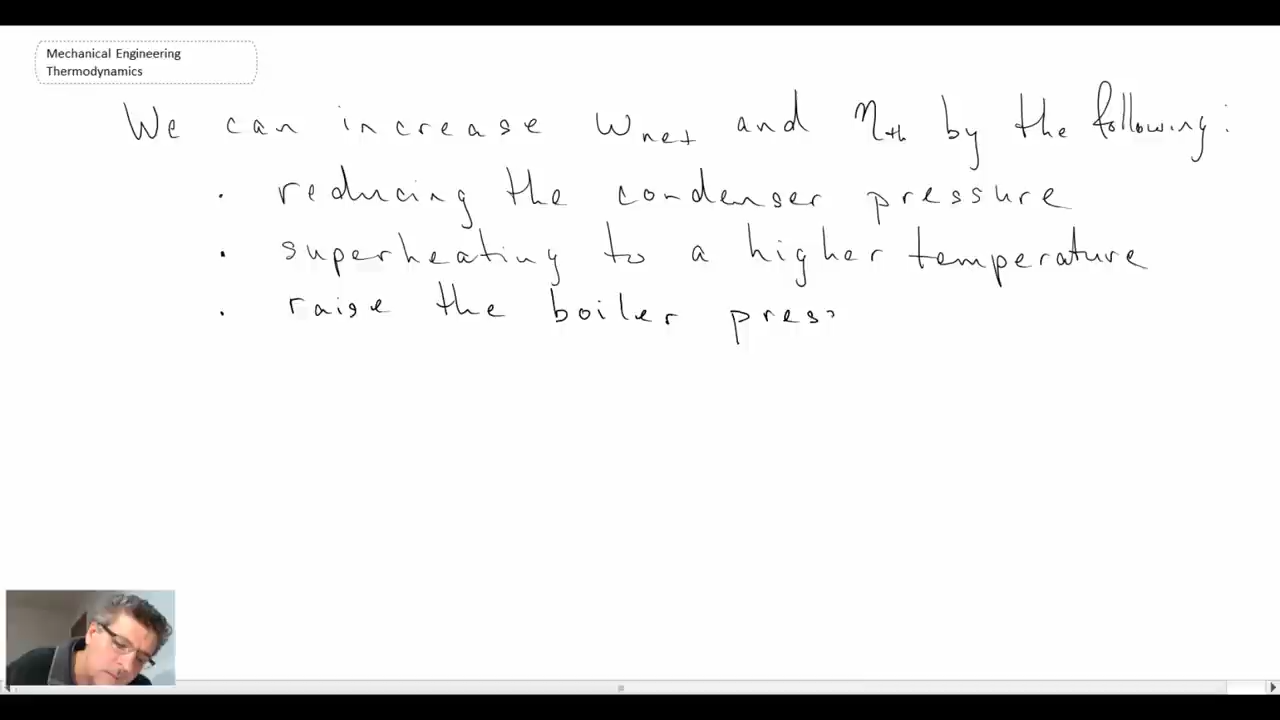 Mechanical Engineering
Thermodynamics
We can increase Wnet and ηth by the following:
. reducing the condenser pressure
. superheating to a higher temperature
. raise the boiler pres